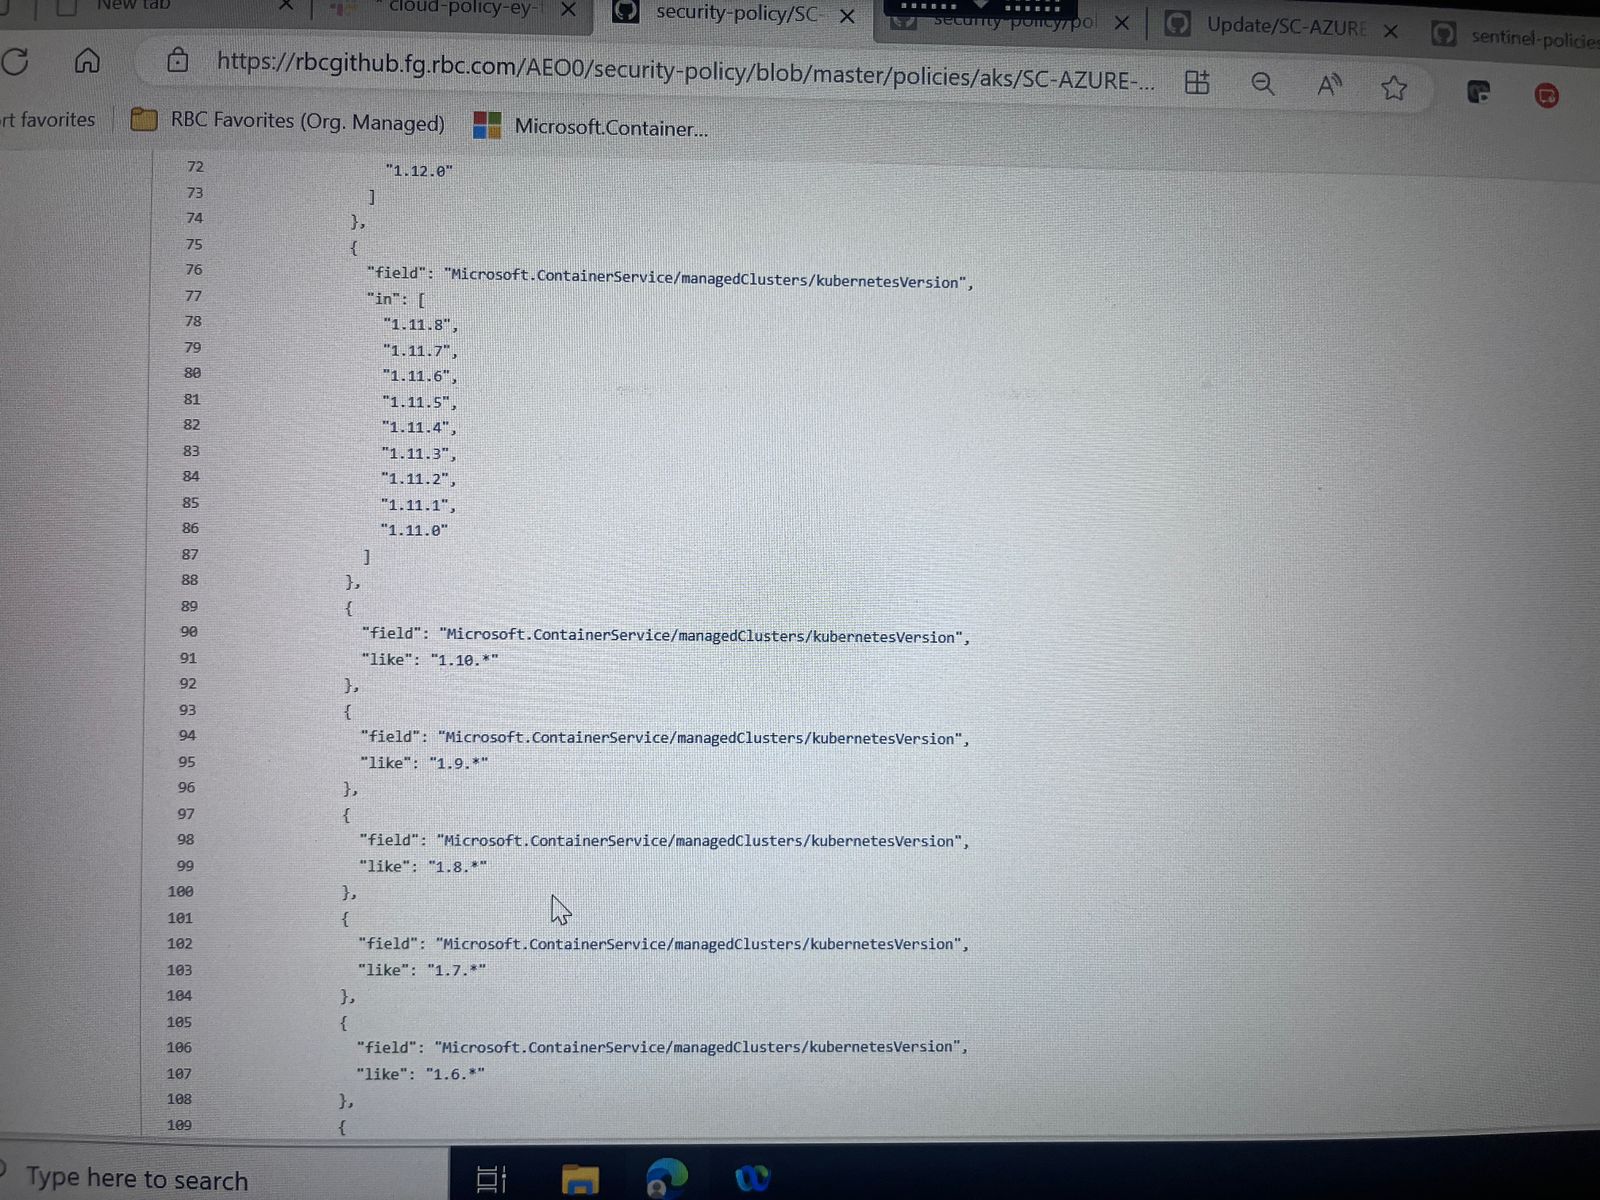 New tab
cloud-policy-ey-
security-policy/SC-
security-policy/pol
Update/SC-AZURE
sentinel-policies
https://rbcgithub.fg.rbc.com/AEO0/security-policy/blob/master/policies/aks/SC-AZURE-...
rt favorites
RBC Favorites (Org. Managed)
Microsoft.Container...
72 "1.12.0"
73 ]
74 },
75 {
76 "field": "Microsoft.ContainerService/managedClusters/kubernetesVersion",
77 "in": [
78 "1.11.8",
79 "1.11.7",
80 "1.11.6",
81 "1.11.5",
82 "1.11.4",
83 "1.11.3",
84 "1.11.2",
85 "1.11.1",
86 "1.11.0"
87 ]
88 },
89 {
90 "field": "Microsoft.ContainerService/managedClusters/kubernetesVersion",
91 "like": "1.10.*"
92 },
93 {
94 "field": "Microsoft.ContainerService/managedClusters/kubernetesVersion",
95 "like": "1.9.*"
96 },
97 {
98 "field": "Microsoft.ContainerService/managedClusters/kubernetesVersion",
99 "like": "1.8.*"
100 },
101 {
102 "field": "Microsoft.ContainerService/managedClusters/kubernetesVersion",
103 "like": "1.7.*"
104 },
105 {
106 "field": "Microsoft.ContainerService/managedClusters/kubernetesVersion",
107 "like": "1.6.*"
108 },
109 {
Type here to search